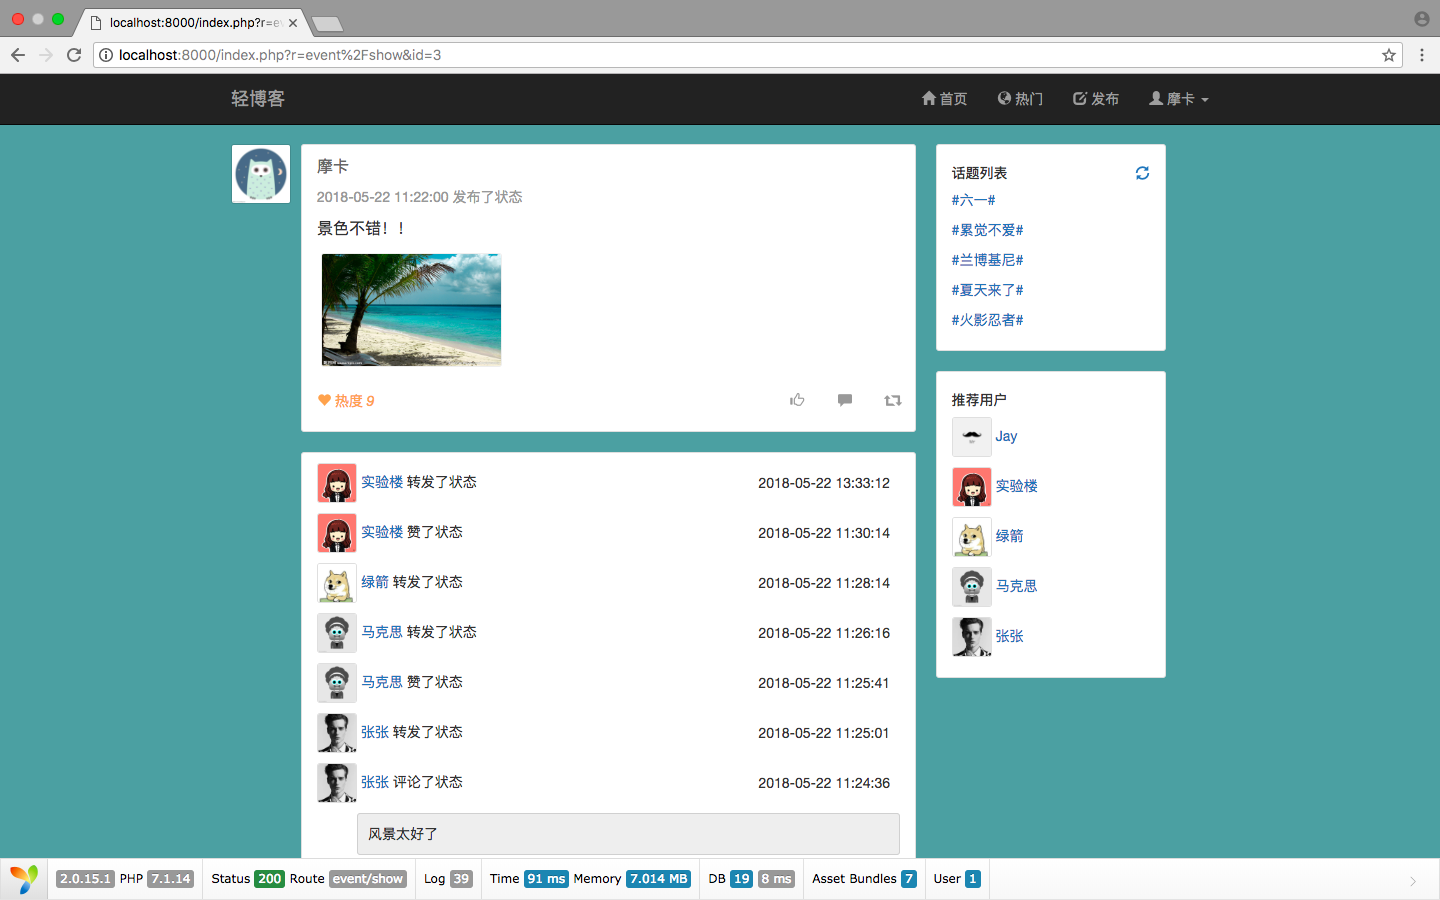 localhost:8000/index.php?r=ev
localhost:8000/index.php?r=event%2Fshow&id=3
轻博客
首页
热门
发布
摩卡
摩卡
2018-05-22 11:22:00 发布了状态
景色不错！！
热度 9
实验楼 转发了状态 2018-05-22 13:33:12
实验楼 赞了状态 2018-05-22 11:30:14
绿箭 转发了状态 2018-05-22 11:28:14
马克思 转发了状态 2018-05-22 11:26:16
马克思 赞了状态 2018-05-22 11:25:41
张张 转发了状态 2018-05-22 11:25:01
张张 评论了状态 2018-05-22 11:24:36
风景太好了
话题列表
#六一#
#累觉不爱#
#兰博基尼#
#夏天来了#
#火影忍者#
推荐用户
Jay
实验楼
绿箭
马克思
张张
2.0.15.1 PHP 7.1.14 Status 200 Route event/show Log 39 Time 91 ms Memory 7.014 MB DB 19 8 ms Asset Bundles 7 User 1